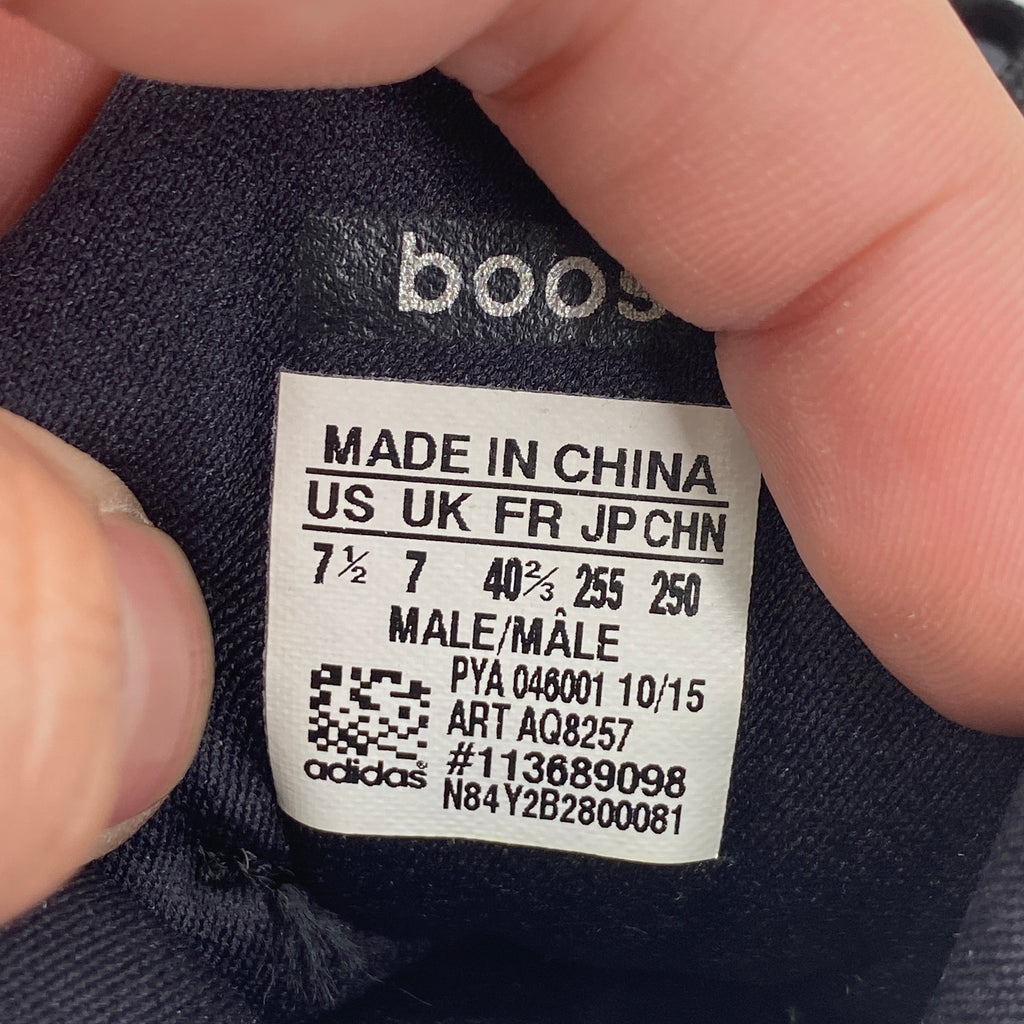 boos
MADE IN CHINA
US UK FR JP CHN
7½ 7 40⅔ 255 250
MALE/MÂLE
PYA 046001 10/15
ART AQ8257
#113689098
adidas®
N84Y2B2800081